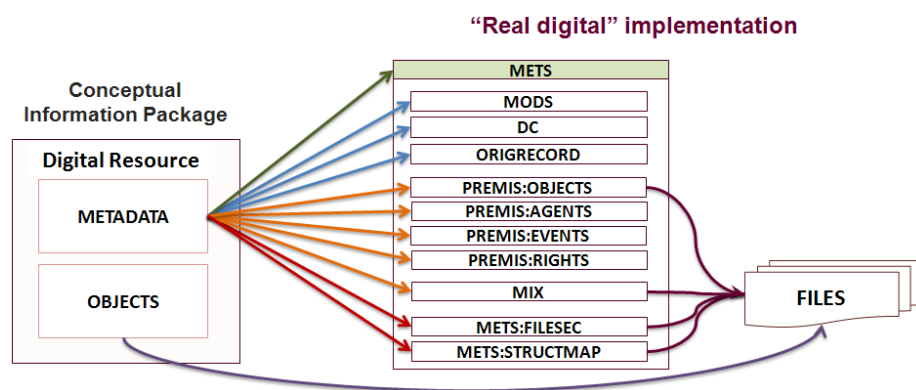 “Real digital” implementation
Conceptual
Information Package
Digital Resource
METADATA
OBJECTS
METS
MODS
DC
ORIGRECORD
PREMIS:OBJECTS
PREMIS:AGENTS
PREMIS:EVENTS
PREMIS:RIGHTS
MIX
METS:FILESEC
METS:STRUCTMAP
FILES